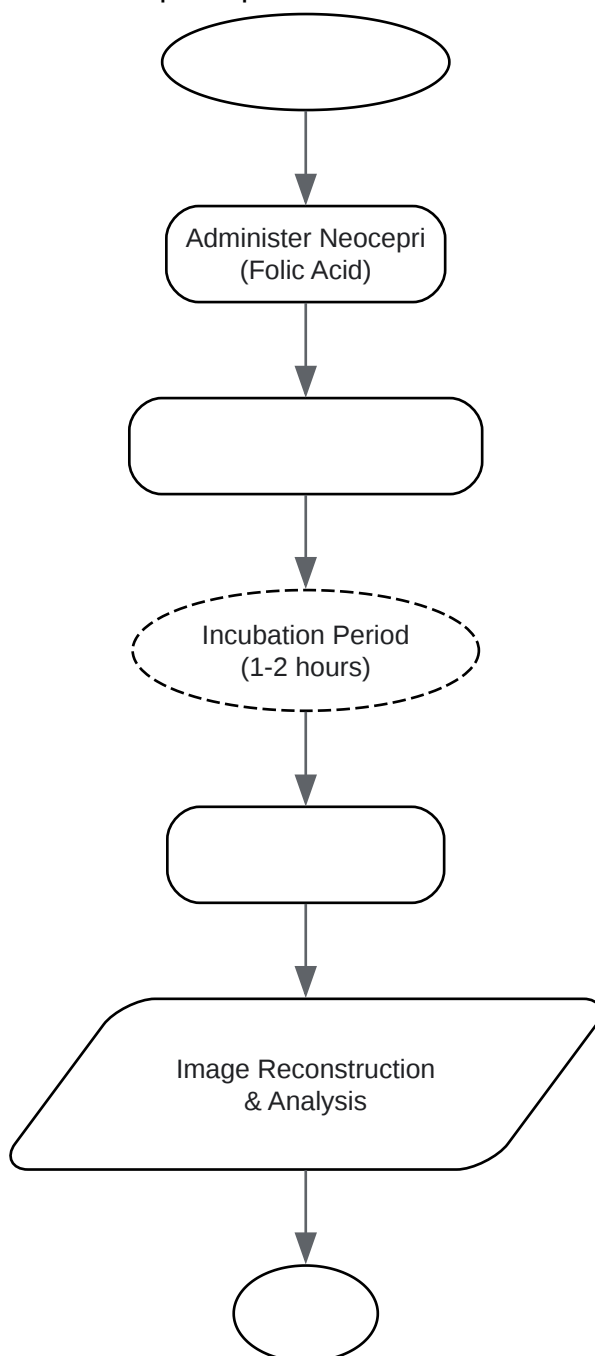 Administer Neocepri
(Folic Acid)
Incubation Period
(1-2 hours)
Image Reconstruction
& Analysis